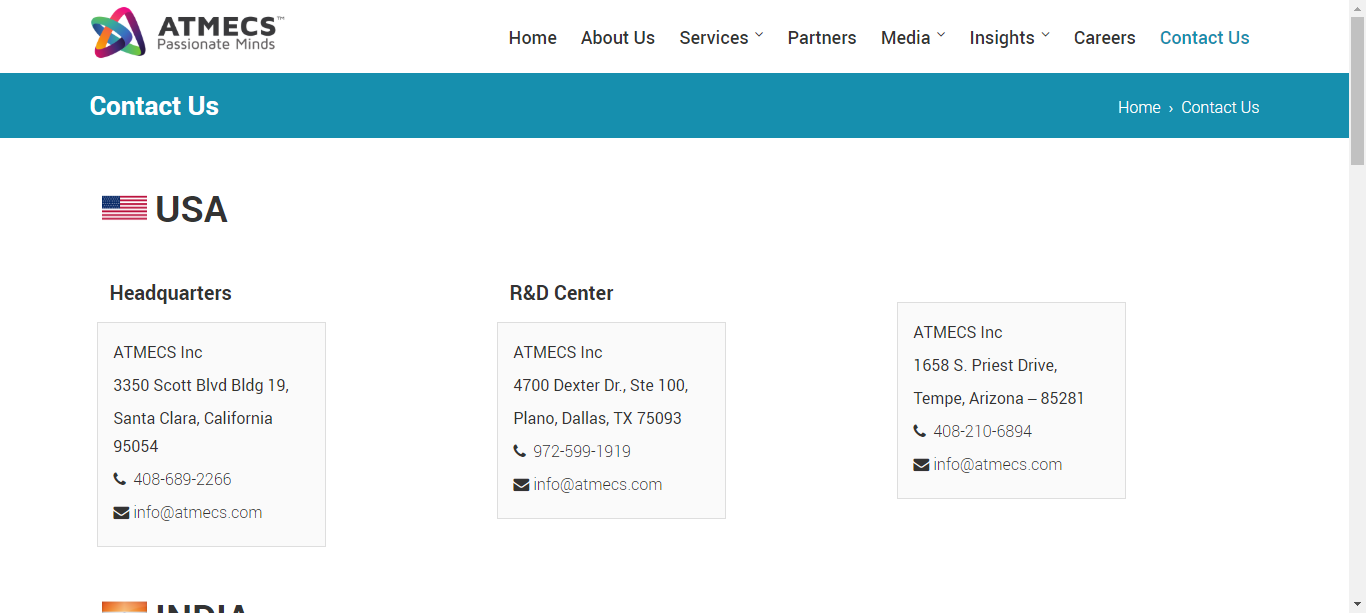 ATMECS™
Passionate Minds
Home About Us Services Partners Media Insights Careers Contact Us
Contact Us
Home › Contact Us
USA
Headquarters
ATMECS Inc
3350 Scott Blvd Bldg 19,
Santa Clara, California
95054
408-689-2266
info@atmecs.com
R&D Center
ATMECS Inc
4700 Dexter Dr., Ste 100,
Plano, Dallas, TX 75093
972-599-1919
info@atmecs.com
ATMECS Inc
1658 S. Priest Drive,
Tempe, Arizona – 85281
408-210-6894
info@atmecs.com
INDIA